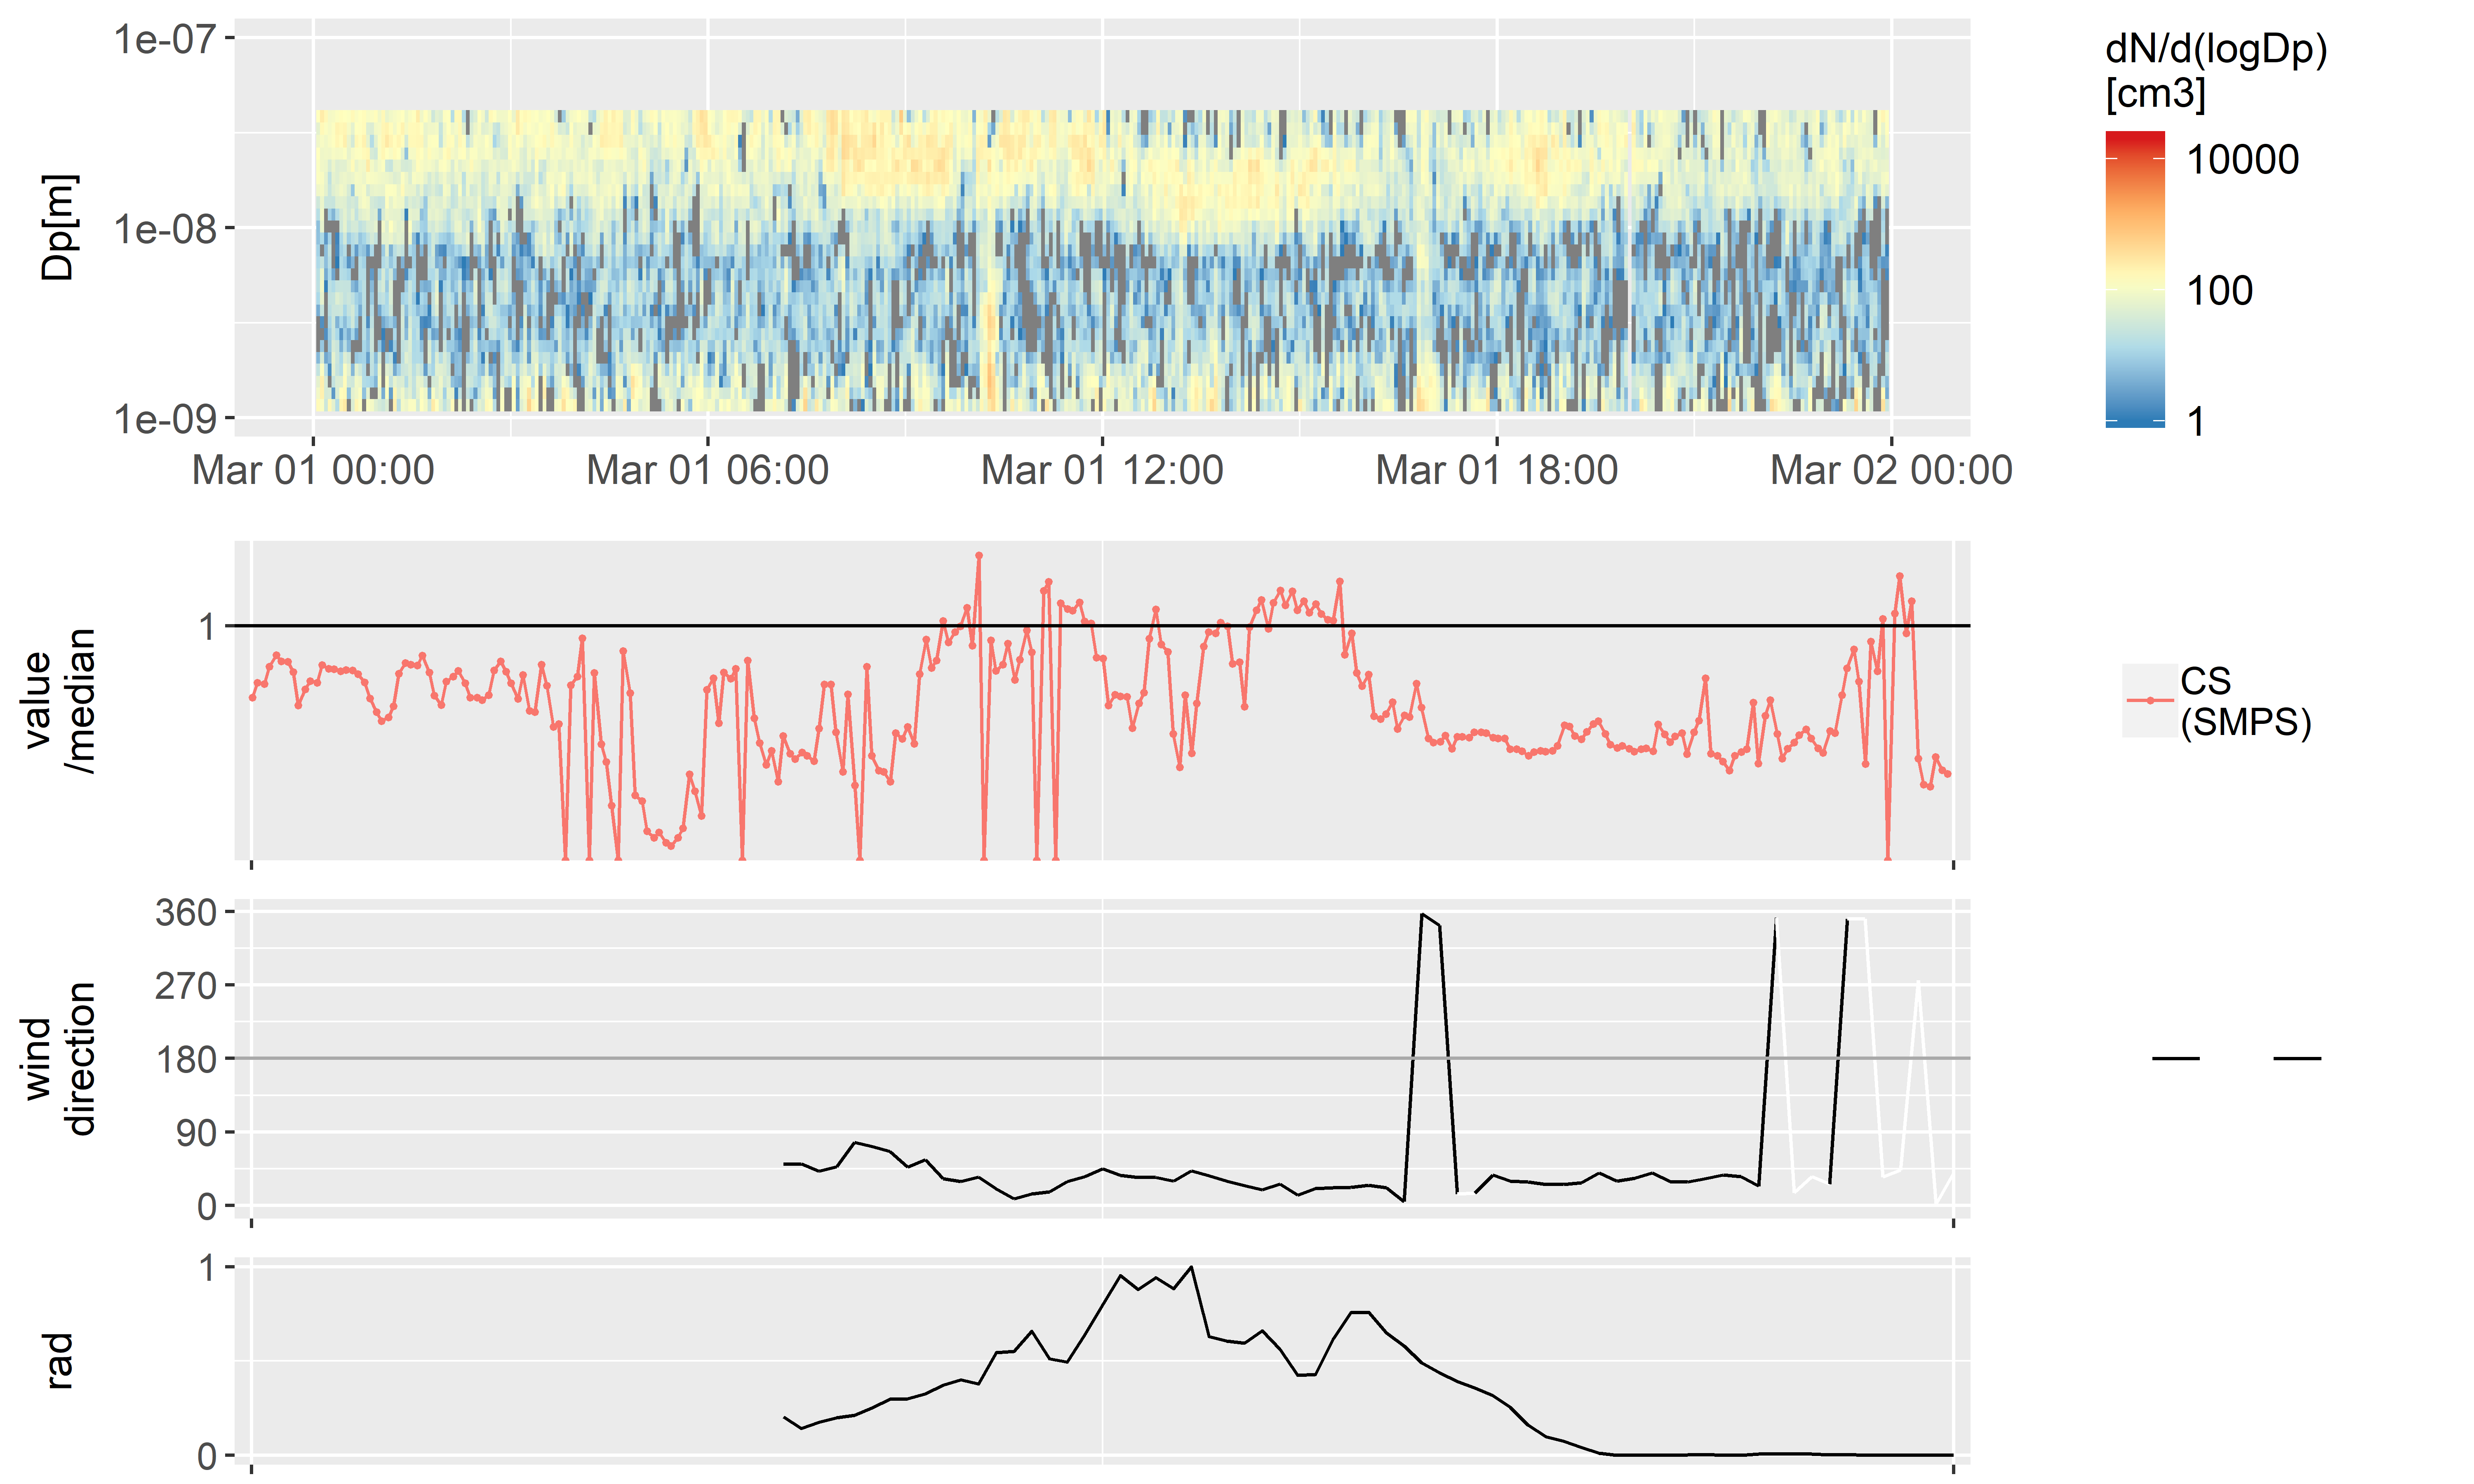 1e-07
1e-08
1e-09
Dp[m]
Mar 01 00:00
Mar 01 06:00
Mar 01 12:00
Mar 01 18:00
Mar 02 00:00
dN/d(logDp)
[cm3]
10000
100
1
1
value
/median
CS
(SMPS)
360
270
180
90
0
wind
direction
1
0
rad